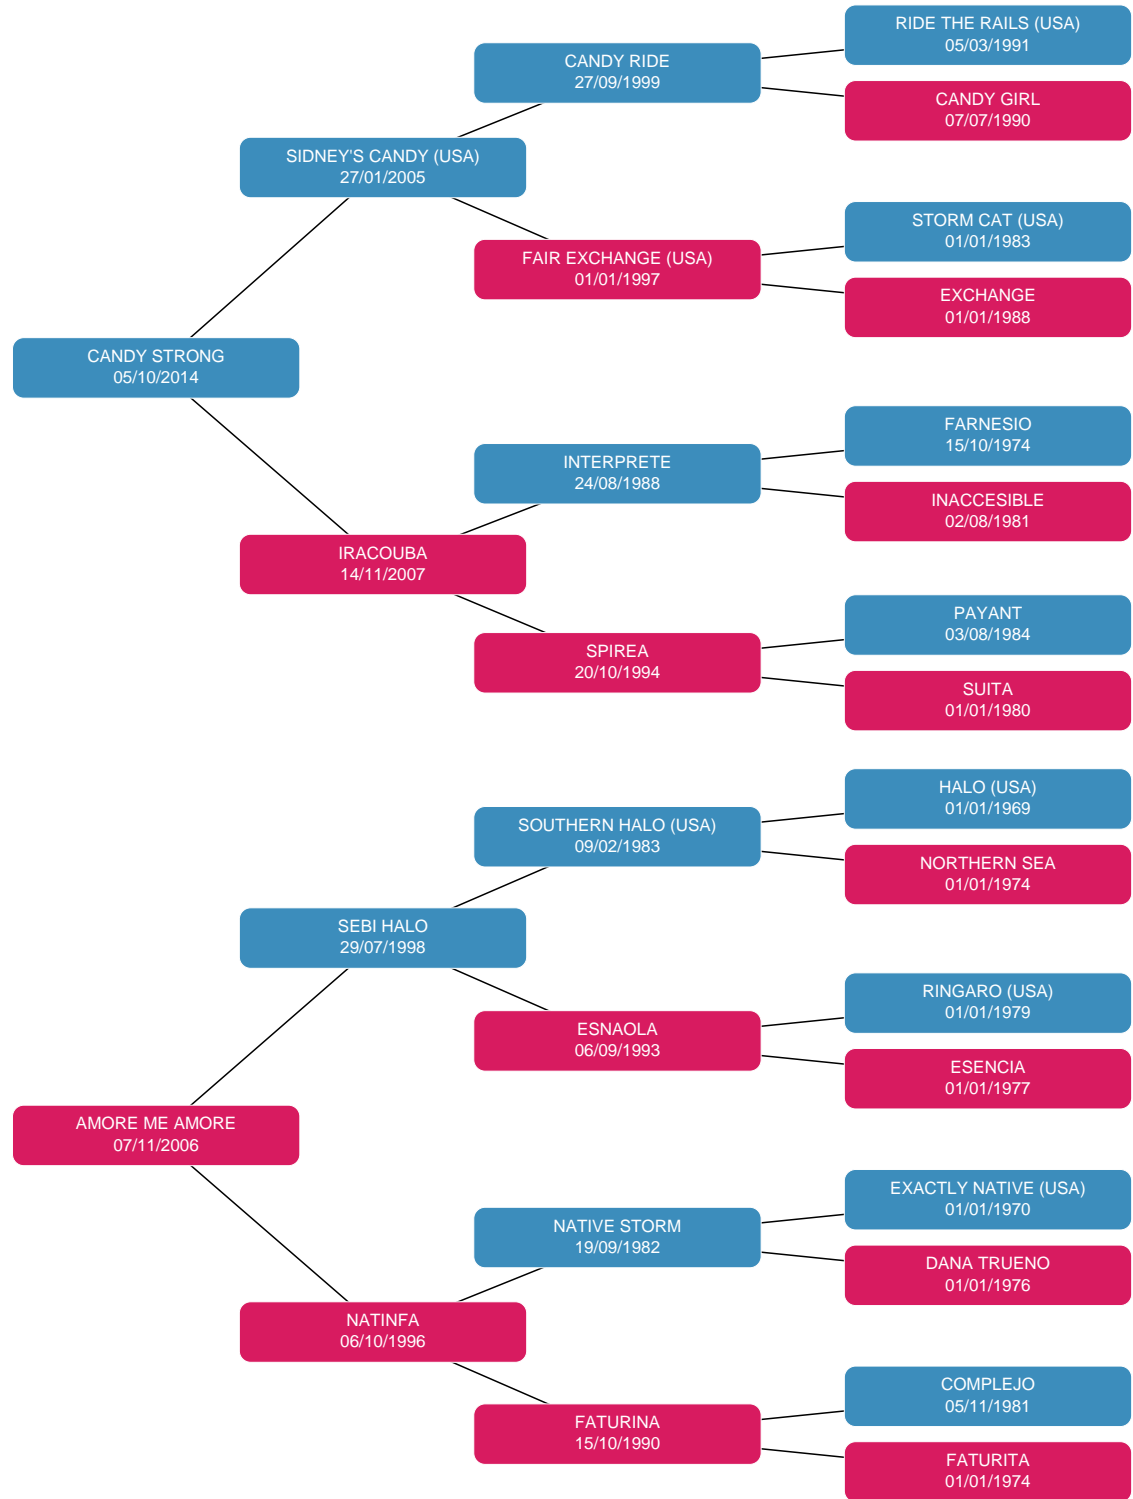 RIDE THE RAILS (USA)
05/03/1991
CANDY RIDE
27/09/1999
CANDY GIRL
07/07/1990
SIDNEY'S CANDY (USA)
27/01/2005
STORM CAT (USA)
01/01/1983
FAIR EXCHANGE (USA)
01/01/1997
EXCHANGE
01/01/1988
CANDY STRONG
05/10/2014
FARNESIO
15/10/1974
INTERPRETE
24/08/1988
INACCESIBLE
02/08/1981
IRACOUBA
14/11/2007
PAYANT
03/08/1984
SPIREA
20/10/1994
SUITA
01/01/1980
HALO (USA)
01/01/1969
SOUTHERN HALO (USA)
09/02/1983
NORTHERN SEA
01/01/1974
SEBI HALO
29/07/1998
RINGARO (USA)
01/01/1979
ESNAOLA
06/09/1993
ESENCIA
01/01/1977
AMORE ME AMORE
07/11/2006
EXACTLY NATIVE (USA)
01/01/1970
NATIVE STORM
19/09/1982
DANA TRUENO
01/01/1976
NATINFA
06/10/1996
COMPLEJO
05/11/1981
FATURINA
15/10/1990
FATURITA
01/01/1974